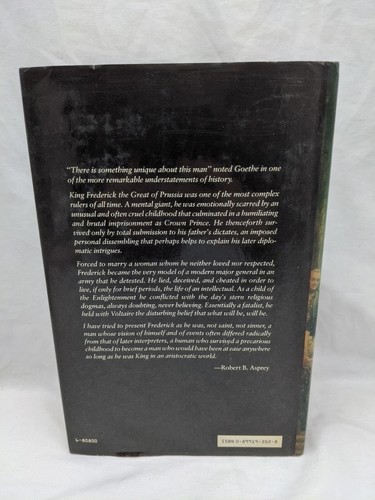 "There is something unique about this man" noted Goethe in one
of the more remarkable understatements of history.
King Frederick the Great of Prussia was one of the most complex
rulers of all time. A mental giant, he was emotionally scarred by an
unusual and often cruel childhood that culminated in a humiliating
and brutal imprisonment as Crown Prince. He thenceforth sur-
vived only by total submission to his father's dictates, an imposed
personal dissembling that perhaps helps to explain his later diplo-
matic intrigues.
Forced to marry a woman whom he neither loved nor respected,
Frederick became the very model of a modern major general in an
army that he detested. He lied, deceived, and cheated in order to
live, if only for brief periods, the life of an intellectual. As a child of
the Enlightenment he conflicted with the day's stern religious
dogmas, always doubting, never believing. Essentially a fatalist, he
held with Voltaire the disturbing belief that what will be, will be.
I have tried to present Frederick as he was, not saint, not sinner, a
man whose vision of himself and of events often differed radically
from that of later interpreters, a human who survived a precarious
childhood to become a man who would have been at ease anywhere
so long as he was King in an aristocratic world.
—Robert B. Asprey
ISBN 0-89919-352-8